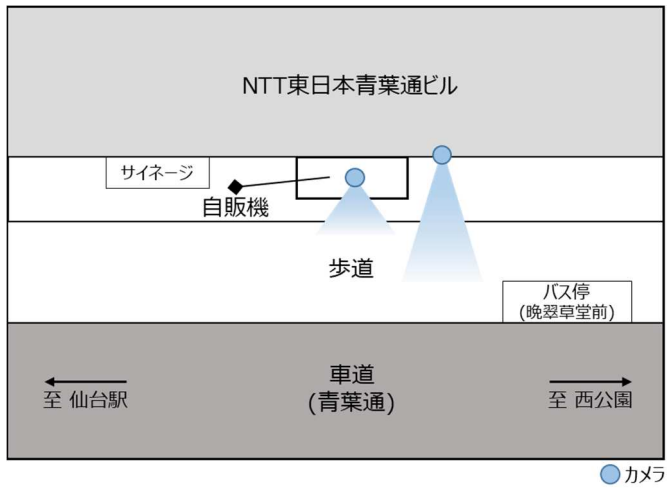 NTT東日本青葉通ビル
サイネージ
自販機
歩道
バス停
(晩翠草堂前)
車道
(青葉通)
至 仙台駅
至 西公園
カメラ